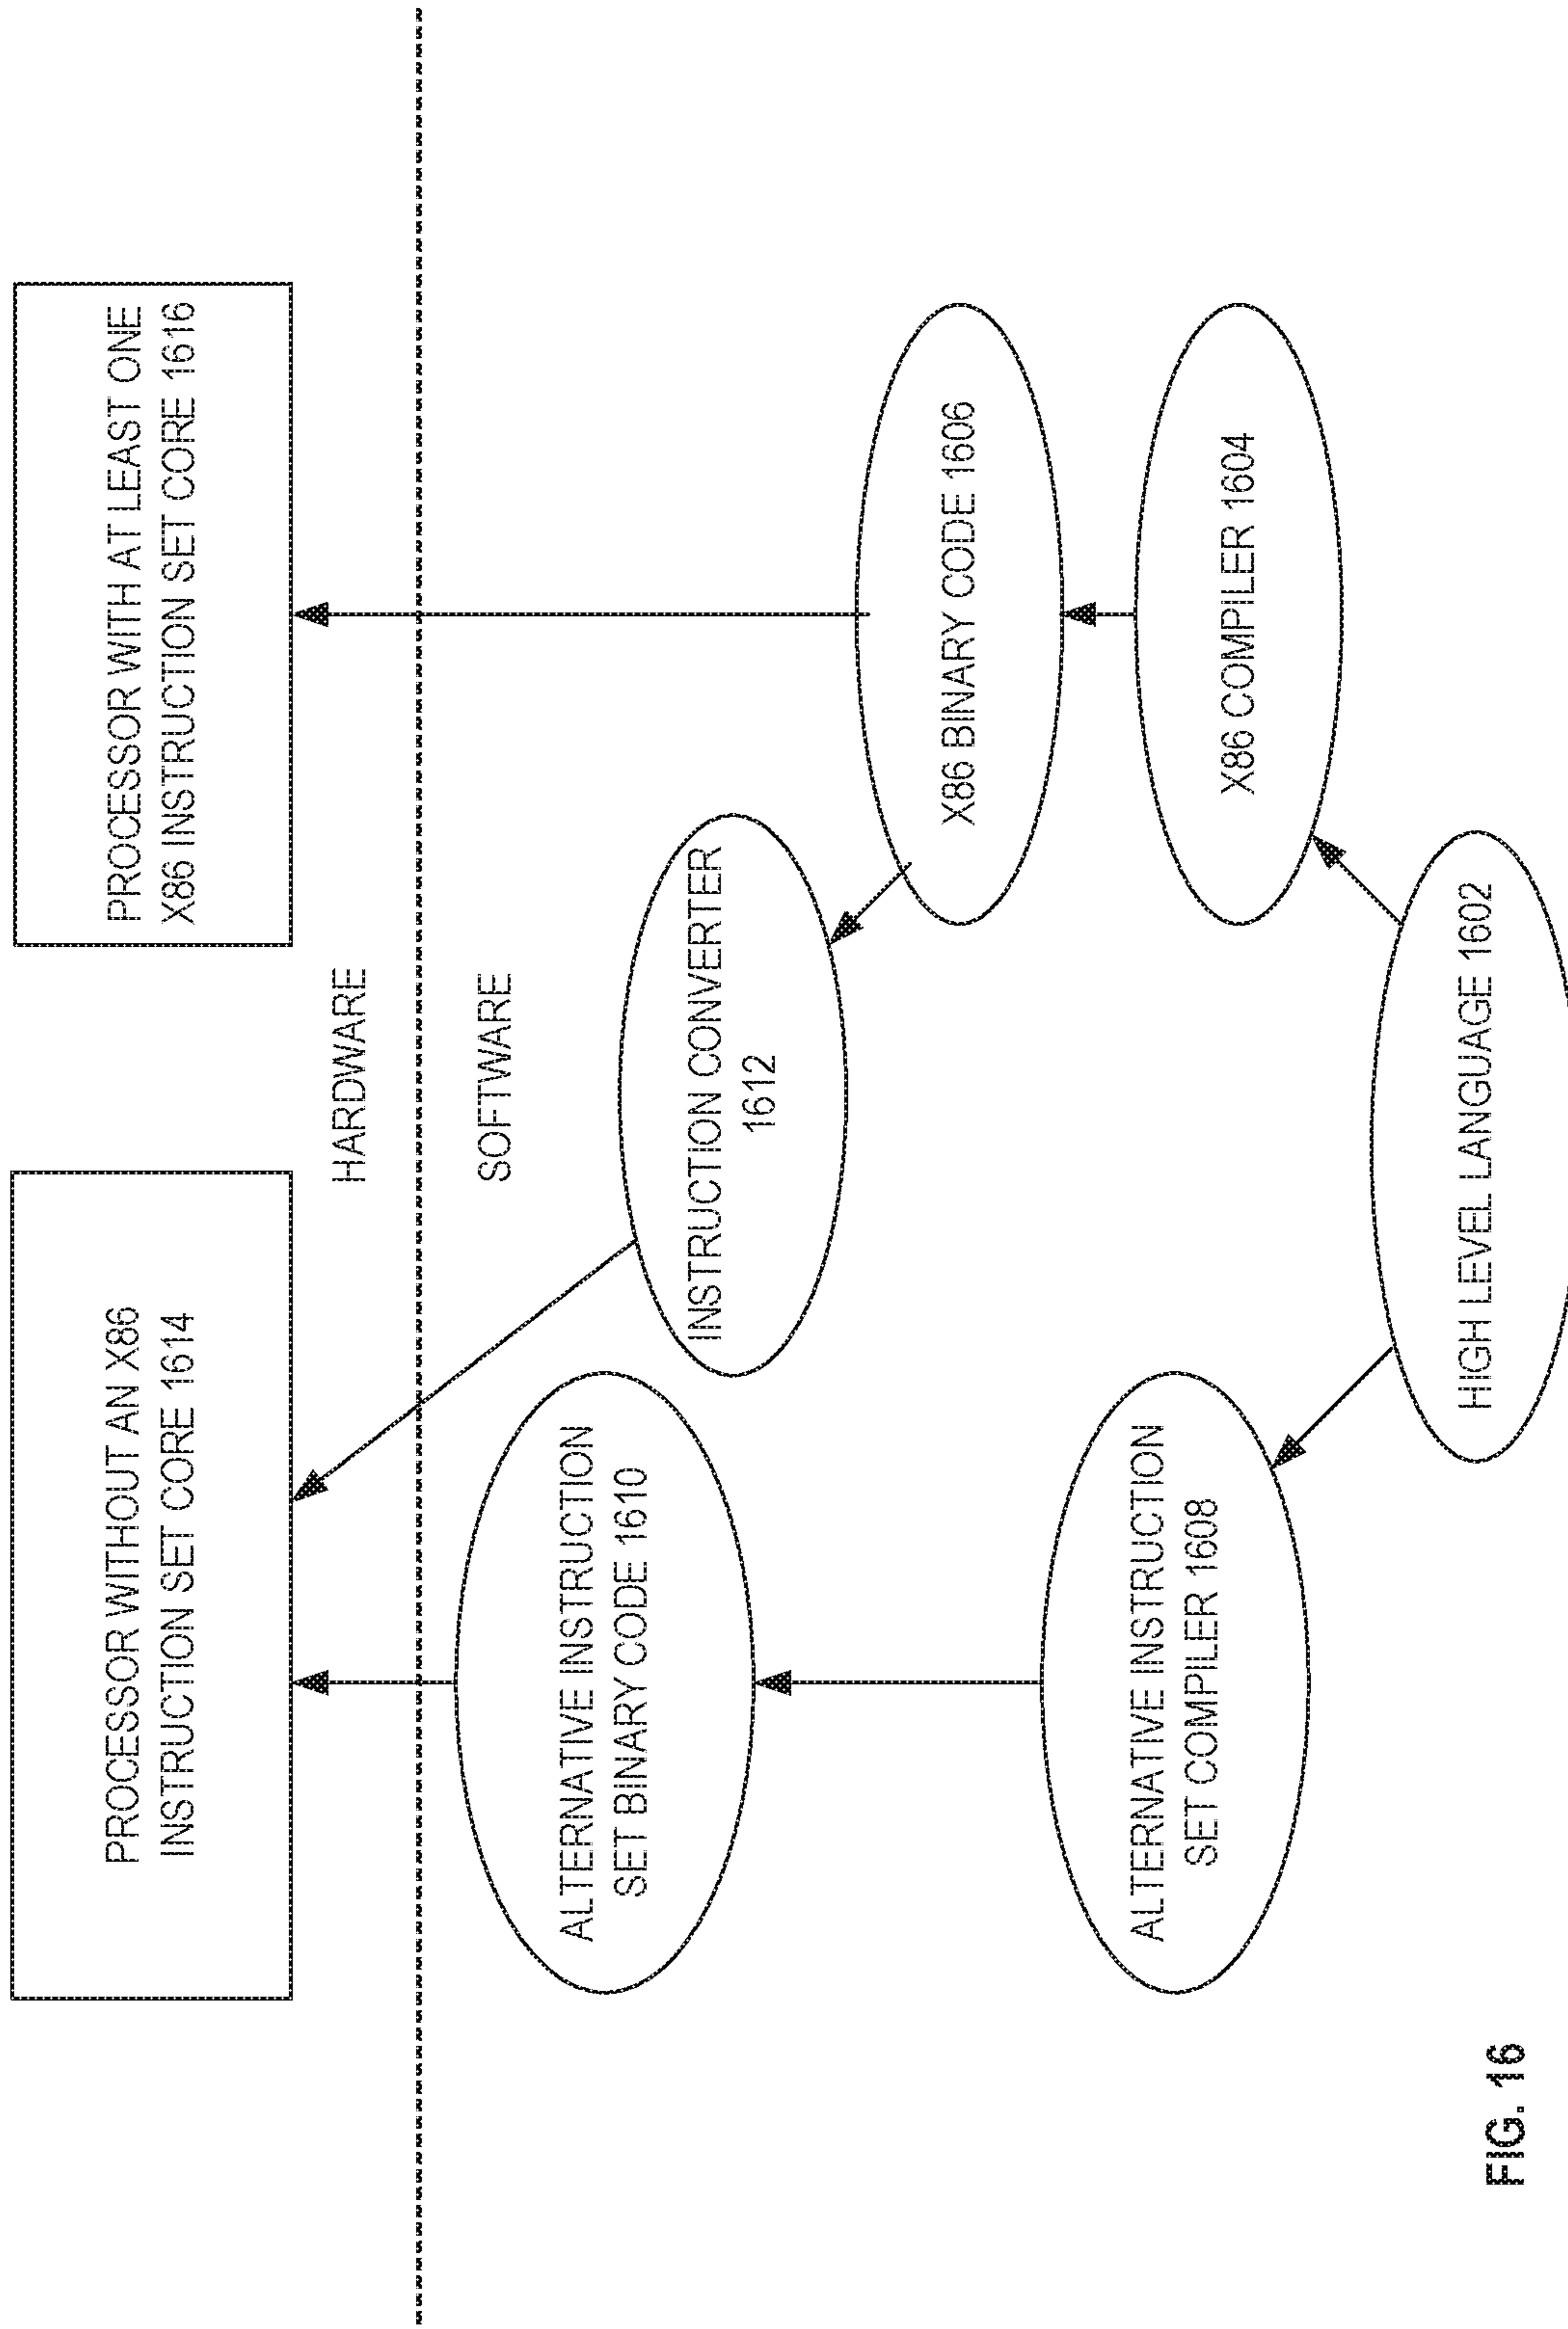 PROCESSOR WITHOUT AN X86
INSTRUCTION SET CORE 1614
PROCESSOR WITH AT LEAST ONE
X86 INSTRUCTION SET CORE 1616
HARDWARE
SOFTWARE
ALTERNATIVE INSTRUCTION
SET BINARY CODE 1610
INSTRUCTION CONVERTER
1612
X86 BINARY CODE 1606
ALTERNATIVE INSTRUCTION
SET COMPILER 1608
X86 COMPILER 1604
HIGH LEVEL LANGUAGE 1602
FIG. 16